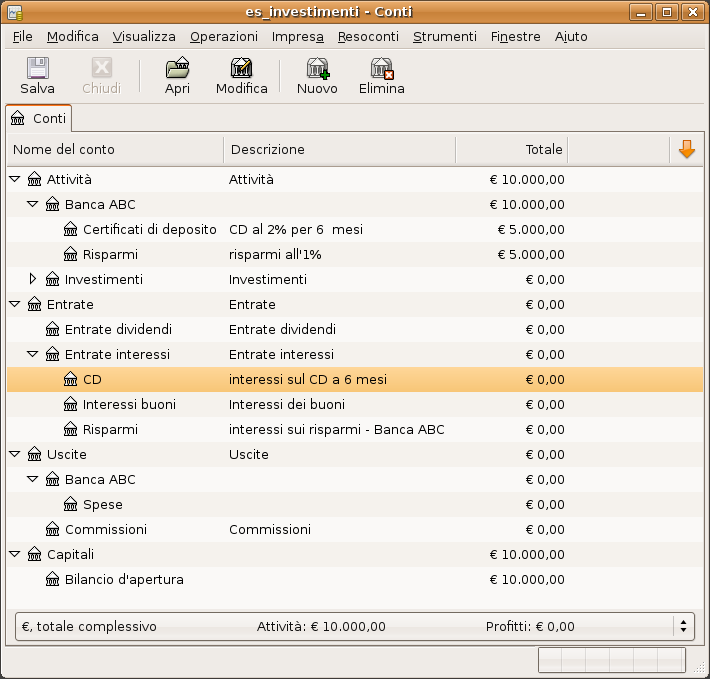 es_investimenti - Conti
File Modifica Visualizza Operazioni Impresa Resoconti Strumenti Finestre Aiuto
Salva Chiudi Apri Modifica Nuovo Elimina
Conti
Nome del conto Descrizione Totale
Attività Attività € 10.000,00
Banca ABC € 10.000,00
Certificati di deposito CD al 2% per 6  mesi € 5.000,00
Risparmi risparmi all'1% € 5.000,00
Investimenti Investimenti € 0,00
Entrate Entrate € 0,00
Entrate dividendi Entrate dividendi € 0,00
Entrate interessi Entrate interessi € 0,00
CD interessi sul CD a 6 mesi € 0,00
Interessi buoni Interessi dei buoni € 0,00
Risparmi interessi sui risparmi - Banca ABC € 0,00
Uscite Uscite € 0,00
Banca ABC € 0,00
Spese € 0,00
Commissioni Commissioni € 0,00
Capitali € 10.000,00
Bilancio d'apertura € 10.000,00
€, totale complessivo Attività: € 10.000,00 Profitti: € 0,00